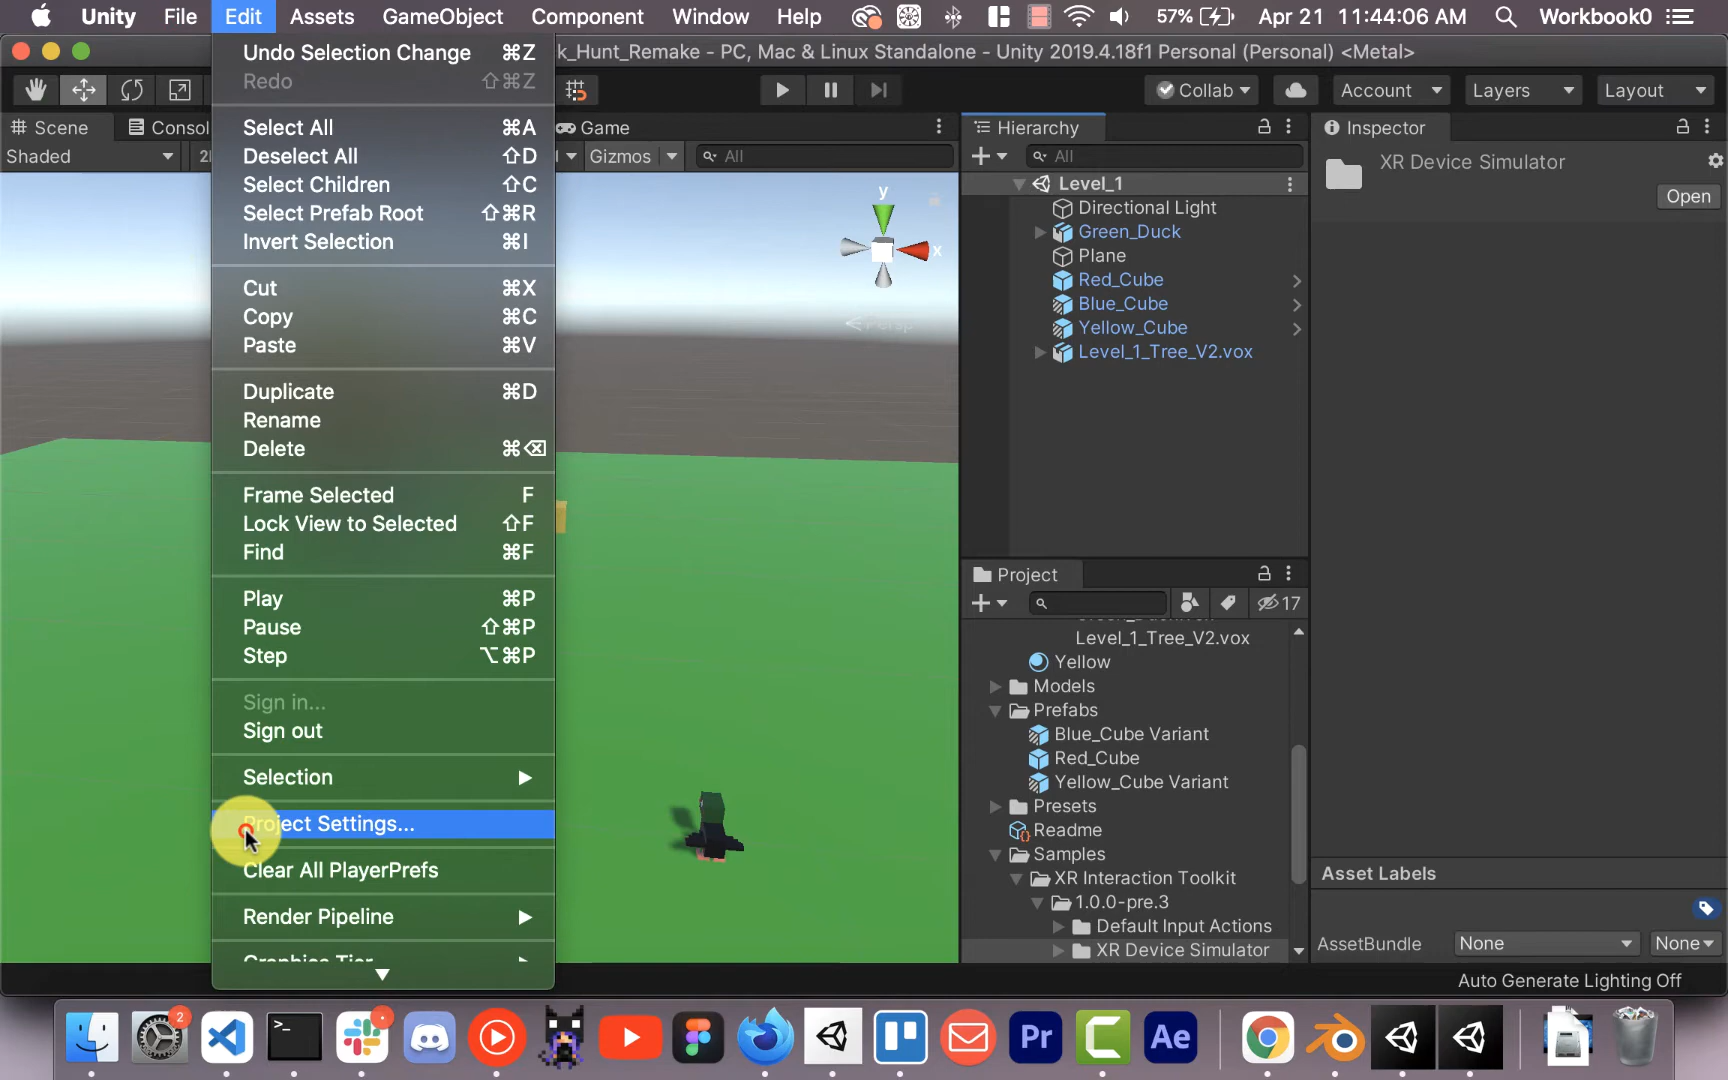 Unity File Edit Assets GameObject Component Window Help 57% Apr 21 11:44:06 AM Workbook0
k_Hunt_Remake - PC, Mac & Linux Standalone - Unity 2019.4.18f1 Personal (Personal) <Metal>
Collab Account Layers Layout
Scene Consol Game
Shaded 2 Gizmos All
y
x
Persp
Undo Selection Change ⌘Z
Redo ⇧⌘Z
Select All ⌘A
Deselect All ⇧D
Select Children ⇧C
Select Prefab Root ⇧⌘R
Invert Selection ⌘I
Cut ⌘X
Copy ⌘C
Paste ⌘V
Duplicate ⌘D
Rename
Delete ⌘⌫
Frame Selected F
Lock View to Selected ⇧F
Find ⌘F
Play ⌘P
Pause ⇧⌘P
Step ⌥⌘P
Sign in...
Sign out
Selection
Project Settings...
Clear All PlayerPrefs
Render Pipeline
Graphics Tier
Hierarchy
All
Level_1
Directional Light
Green_Duck
Plane
Red_Cube
Blue_Cube
Yellow_Cube
Level_1_Tree_V2.vox
Project
17
Level_1_Tree_V2.vox
Yellow
Models
Prefabs
Blue_Cube Variant
Red_Cube
Yellow_Cube Variant
Presets
Readme
Samples
XR Interaction Toolkit
1.0.0-pre.3
Default Input Actions
XR Device Simulator
Inspector
XR Device Simulator
Open
Asset Labels
AssetBundle None None
Auto Generate Lighting Off
2
>_
Pr
Ae